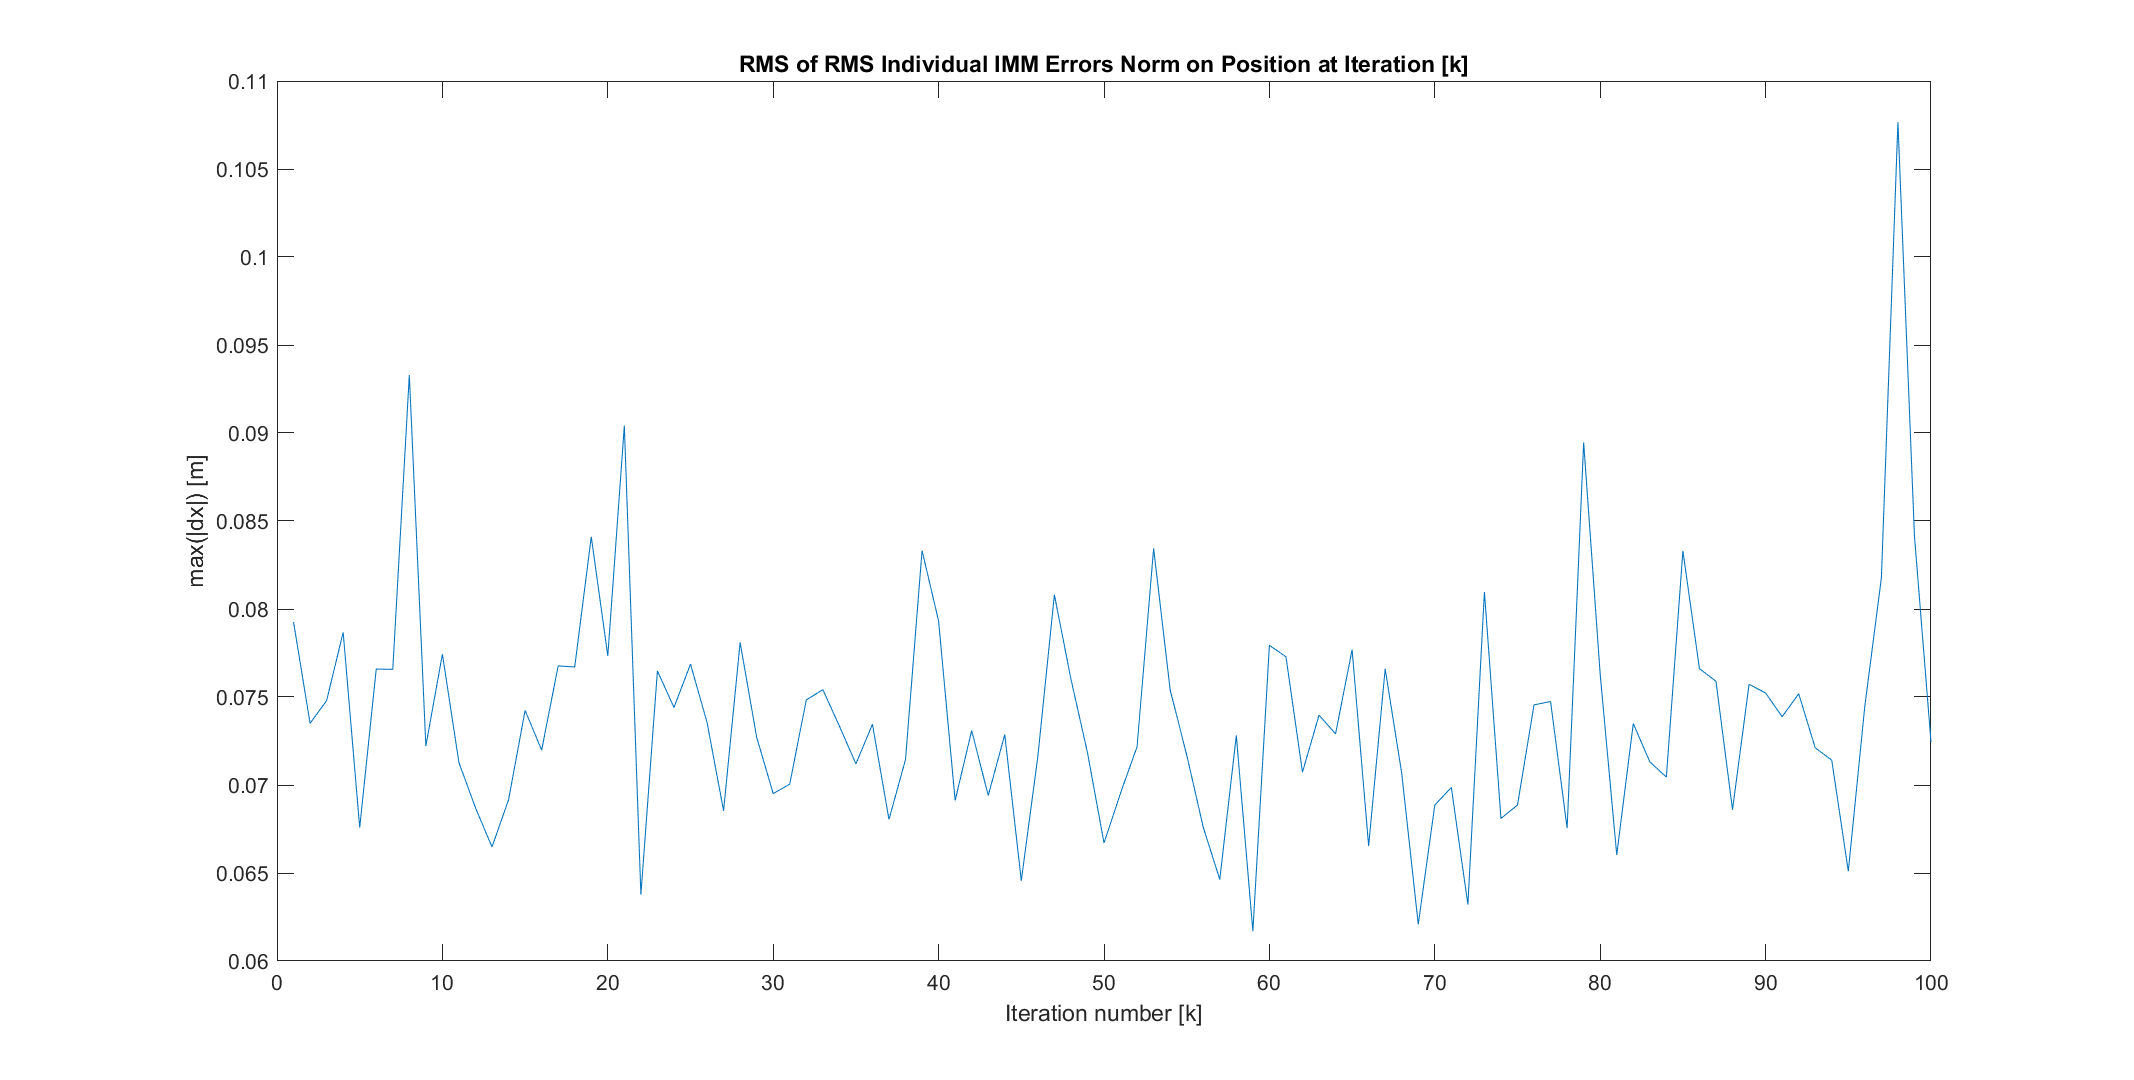 RMS of RMS Individual IMM Errors Norm on Position at Iteration [k]
0.11
0.105
0.1
0.095
0.09
0.085
0.08
0.075
0.07
0.065
0.06
max(|dx|) [m]
0 10 20 30 40 50 60 70 80 90 100
Iteration number [k]